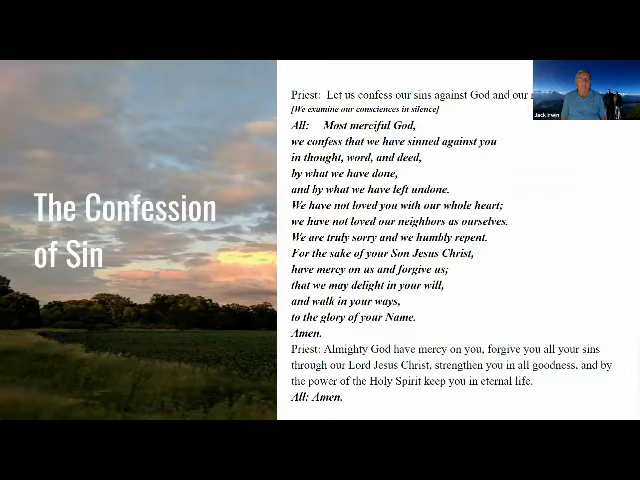 The Confession
of Sin
Priest: Let us confess our sins against God and our
[We examine our consciences in silence]
All: Most merciful God,
we confess that we have sinned against you
in thought, word, and deed,
by what we have done,
and by what we have left undone.
We have not loved you with our whole heart;
we have not loved our neighbors as ourselves.
We are truly sorry and we humbly repent.
For the sake of your Son Jesus Christ,
have mercy on us and forgive us;
that we may delight in your will,
and walk in your ways,
to the glory of your Name.
Amen.
Priest: Almighty God have mercy on you, forgive you all your sins
through our Lord Jesus Christ, strengthen you in all goodness, and by
the power of the Holy Spirit keep you in eternal life.
All: Amen.
Jack